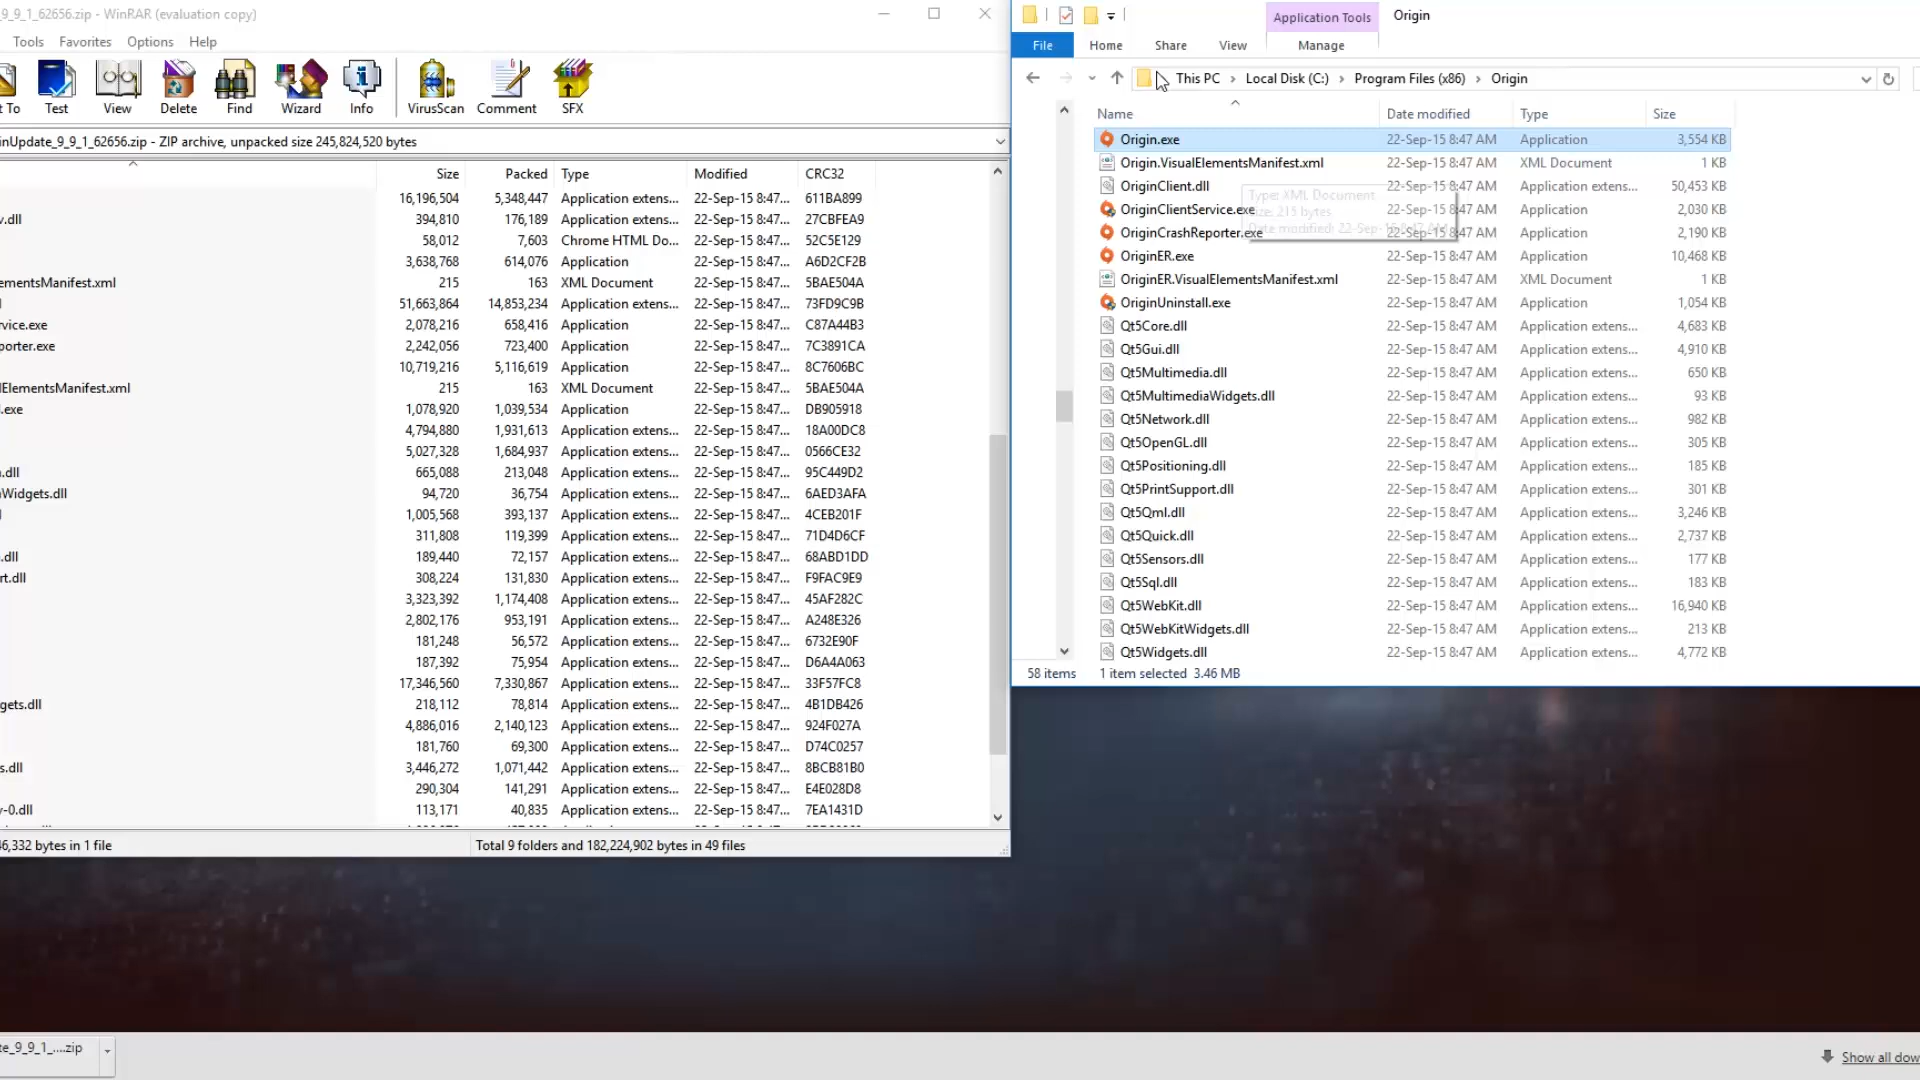 _9_9_1_62656.zip - WinRAR (evaluation copy)
Tools Favorites Options Help
t To Test View Delete Find Wizard Info VirusScan Comment SFX
inUpdate_9_9_1_62656.zip - ZIP archive, unpacked size 245,824,520 bytes
Size Packed Type Modified CRC32
16,196,504 5,348,447 Application extens... 22-Sep-15 8:47... 611BA899
v.dll 394,810 176,189 Application extens... 22-Sep-15 8:47... 27CBFEA9
58,012 7,603 Chrome HTML Do... 22-Sep-15 8:47... 52C5E129
3,638,768 614,076 Application 22-Sep-15 8:47... A6D2CF2B
ementsManifest.xml 215 163 XML Document 22-Sep-15 8:47... 5BAE504A
l 51,663,864 14,853,234 Application extens... 22-Sep-15 8:47... 73FD9C9B
vice.exe 2,078,216 658,416 Application 22-Sep-15 8:47... C87A44B3
porter.exe 2,242,056 723,400 Application 22-Sep-15 8:47... 7C3891CA
10,719,216 5,116,619 Application 22-Sep-15 8:47... 8C7606BC
lElementsManifest.xml 215 163 XML Document 22-Sep-15 8:47... 5BAE504A
l.exe 1,078,920 1,039,534 Application 22-Sep-15 8:47... DB905918
4,794,880 1,931,613 Application extens... 22-Sep-15 8:47... 18A00DC8
5,027,328 1,684,937 Application extens... 22-Sep-15 8:47... 0566CE32
a.dll 665,088 213,048 Application extens... 22-Sep-15 8:47... 95C449D2
aWidgets.dll 94,720 36,754 Application extens... 22-Sep-15 8:47... 6AED3AFA
l 1,005,568 393,137 Application extens... 22-Sep-15 8:47... 4CEB201F
311,808 119,399 Application extens... 22-Sep-15 8:47... 71D4D6CF
.dll 189,440 72,157 Application extens... 22-Sep-15 8:47... 68ABD1DD
rt.dll 308,224 131,830 Application extens... 22-Sep-15 8:47... F9FAC9E9
3,323,392 1,174,408 Application extens... 22-Sep-15 8:47... 45AF282C
2,802,176 953,191 Application extens... 22-Sep-15 8:47... A248E326
181,248 56,572 Application extens... 22-Sep-15 8:47... 6732E90F
187,392 75,954 Application extens... 22-Sep-15 8:47... D6A4A063
17,346,560 7,330,867 Application extens... 22-Sep-15 8:47... 33F57FC8
gets.dll 218,112 78,814 Application extens... 22-Sep-15 8:47... 4B1DB426
4,886,016 2,140,123 Application extens... 22-Sep-15 8:47... 924F027A
181,760 69,300 Application extens... 22-Sep-15 8:47... D74C0257
s.dll 3,446,272 1,071,442 Application extens... 22-Sep-15 8:47... 8BCB81B0
290,304 141,291 Application extens... 22-Sep-15 8:47... E4E028D8
y-0.dll 113,171 40,835 Application extens... 22-Sep-15 8:47... 7EA1431D
46,332 bytes in 1 file Total 9 folders and 182,224,902 bytes in 49 files
Application Tools Origin
File Home Share View Manage
This PC Local Disk (C:) Program Files (x86) Origin
Name Date modified Type Size
Origin.exe 22-Sep-15 8:47 AM Application 3,554 KB
Origin.VisualElementsManifest.xml 22-Sep-15 8:47 AM XML Document 1 KB
OriginClient.dll 22-Sep-15 8:47 AM Application extens... 50,453 KB
Type: XML Document
Size: 215 bytes
Date modified: 22-Sep-15 8:47 AM
OriginClientService.exe 22-Sep-15 8:47 AM Application 2,030 KB
OriginCrashReporter.exe 22-Sep-15 8:47 AM Application 2,190 KB
OriginER.exe 22-Sep-15 8:47 AM Application 10,468 KB
OriginER.VisualElementsManifest.xml 22-Sep-15 8:47 AM XML Document 1 KB
OriginUninstall.exe 22-Sep-15 8:47 AM Application 1,054 KB
Qt5Core.dll 22-Sep-15 8:47 AM Application extens... 4,683 KB
Qt5Gui.dll 22-Sep-15 8:47 AM Application extens... 4,910 KB
Qt5Multimedia.dll 22-Sep-15 8:47 AM Application extens... 650 KB
Qt5MultimediaWidgets.dll 22-Sep-15 8:47 AM Application extens... 93 KB
Qt5Network.dll 22-Sep-15 8:47 AM Application extens... 982 KB
Qt5OpenGL.dll 22-Sep-15 8:47 AM Application extens... 305 KB
Qt5Positioning.dll 22-Sep-15 8:47 AM Application extens... 185 KB
Qt5PrintSupport.dll 22-Sep-15 8:47 AM Application extens... 301 KB
Qt5Qml.dll 22-Sep-15 8:47 AM Application extens... 3,246 KB
Qt5Quick.dll 22-Sep-15 8:47 AM Application extens... 2,737 KB
Qt5Sensors.dll 22-Sep-15 8:47 AM Application extens... 177 KB
Qt5Sql.dll 22-Sep-15 8:47 AM Application extens... 183 KB
Qt5WebKit.dll 22-Sep-15 8:47 AM Application extens... 16,940 KB
Qt5WebKitWidgets.dll 22-Sep-15 8:47 AM Application extens... 213 KB
Qt5Widgets.dll 22-Sep-15 8:47 AM Application extens... 4,772 KB
58 items 1 item selected 3.46 MB
te_9_9_1_....zip
Show all dow